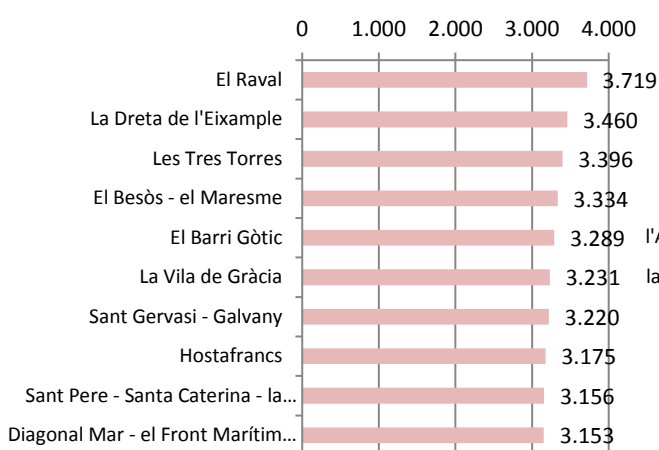 0 1.000 2.000 3.000 4.000
El Raval 3.719
La Dreta de l'Eixample 3.460
Les Tres Torres 3.396
El Besòs - el Maresme 3.334
El Barri Gòtic 3.289 l'A
La Vila de Gràcia 3.231 la
Sant Gervasi - Galvany 3.220
Hostafrancs 3.175
Sant Pere - Santa Caterina - la... 3.156
Diagonal Mar - el Front Marítim... 3.153